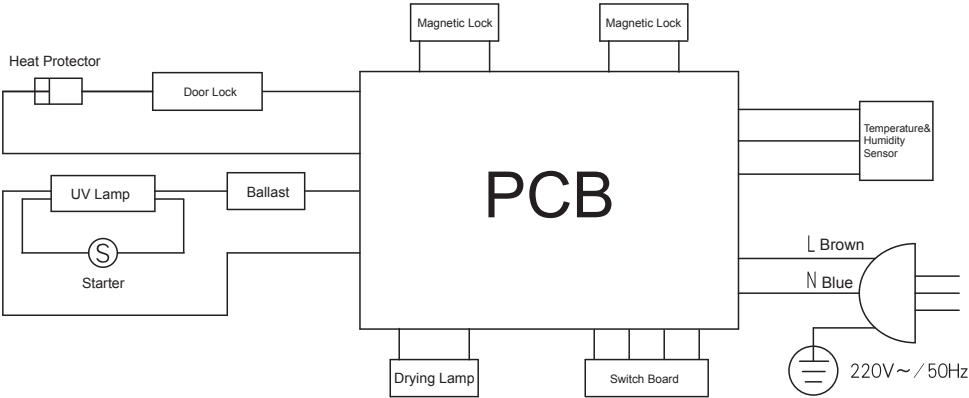 Magnetic Lock
Magnetic Lock
Heat Protector
Door Lock
Temperature&
Humidity
Sensor
PCB
UV Lamp
Ballast
S
Starter
L Brown
N Blue
Drying Lamp
Switch Board
220V~/50Hz